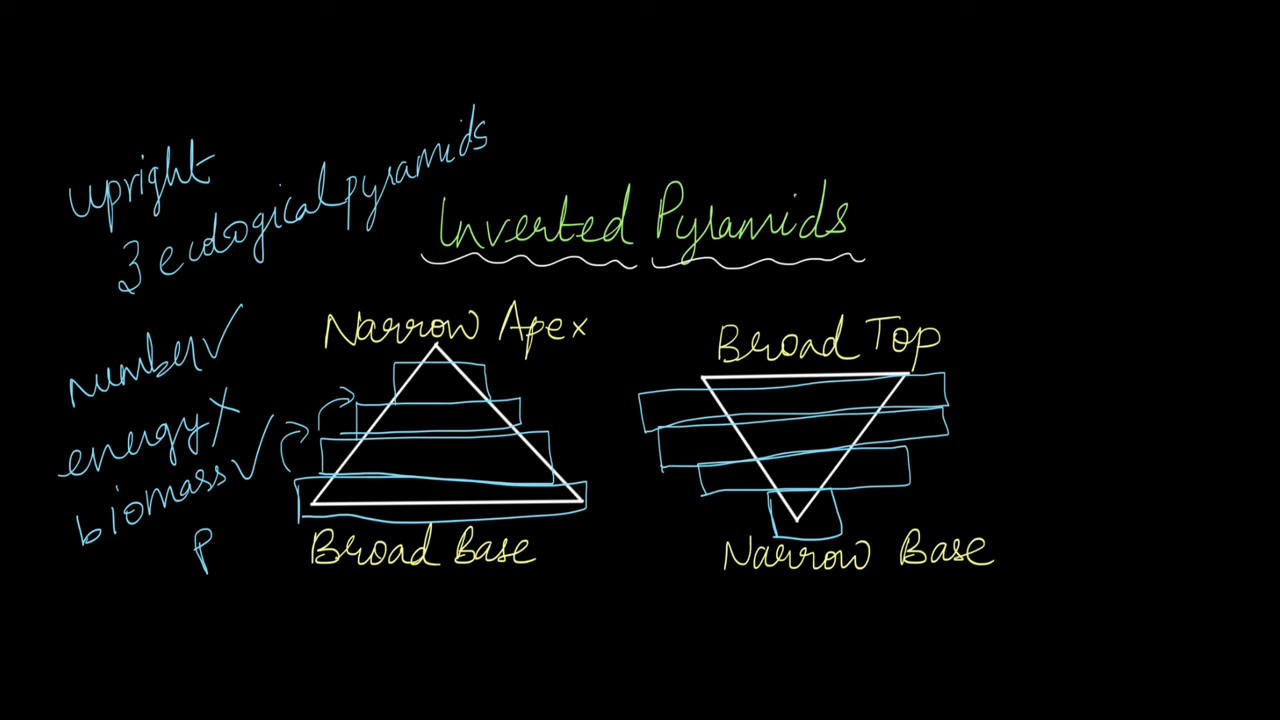 upright
3 ecological pyramids
Inverted Pyramids
Narrow Apex
Broad Top
number ✓
energy X
biomass ✓
P
Broad Base
Narrow Base